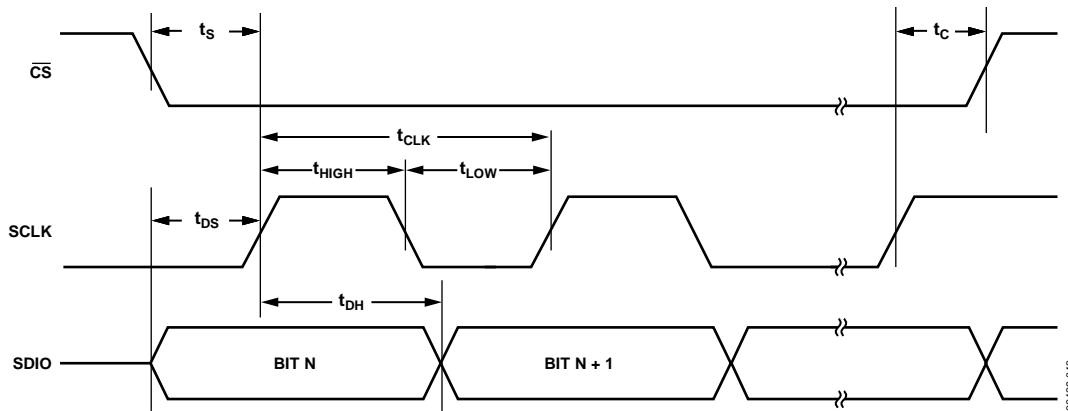 tS
tC
CS
tCLK
tHIGH
tLOW
tDS
SCLK
tDH
SDIO
BIT N
BIT N + 1